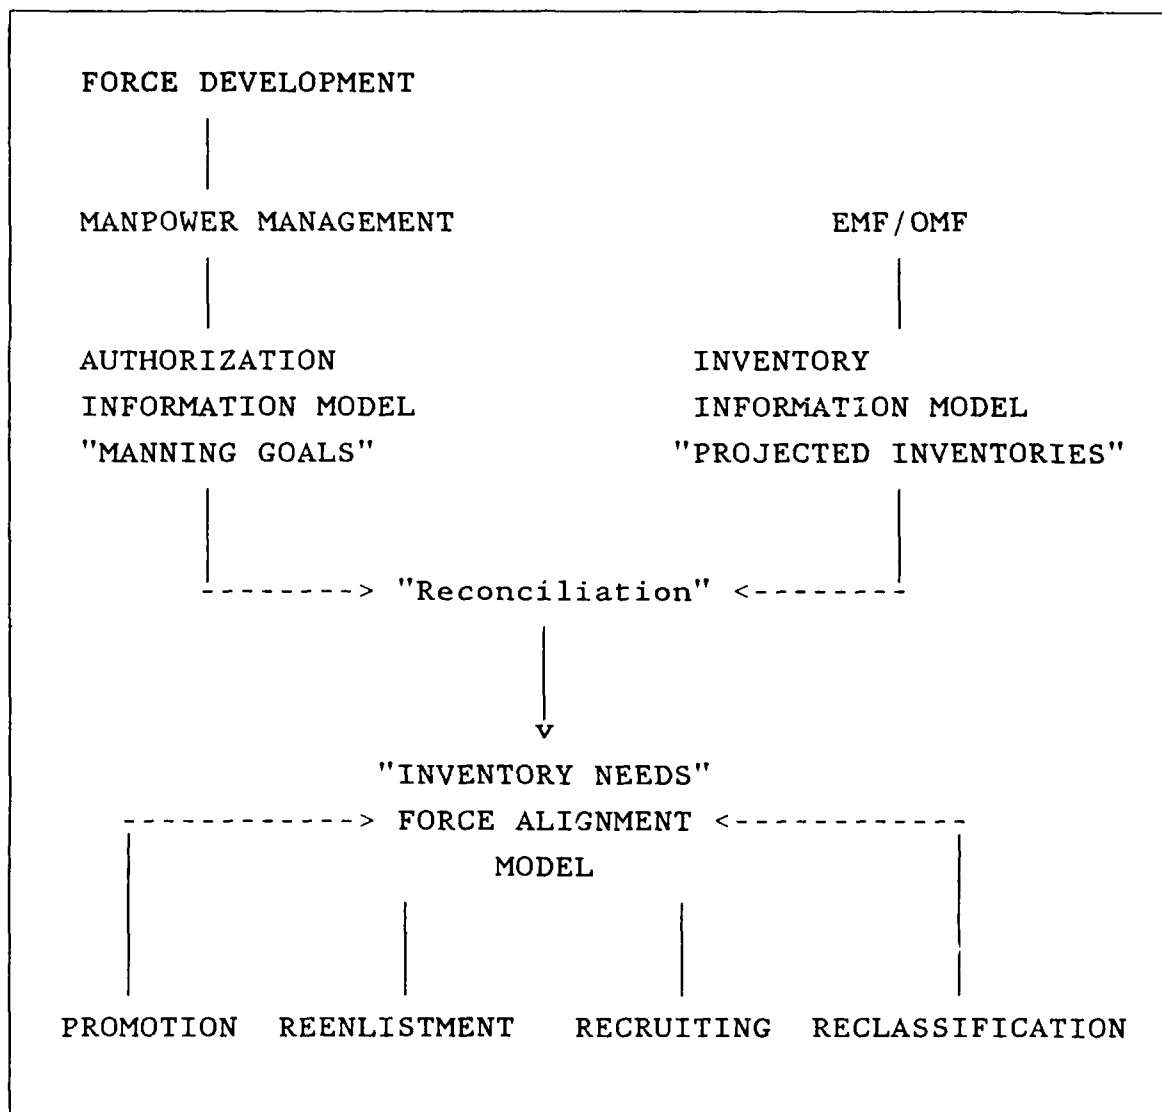 FORCE DEVELOPMENT
MANPOWER MANAGEMENT EMF/OMF
AUTHORIZATION INVENTORY
INFORMATION MODEL INFORMATION MODEL
"MANNING GOALS" "PROJECTED INVENTORIES"
--------> "Reconciliation" <--------
V
"INVENTORY NEEDS"
------------> FORCE ALIGNMENT <------------
MODEL
PROMOTION REENLISTMENT RECRUITING RECLASSIFICATION